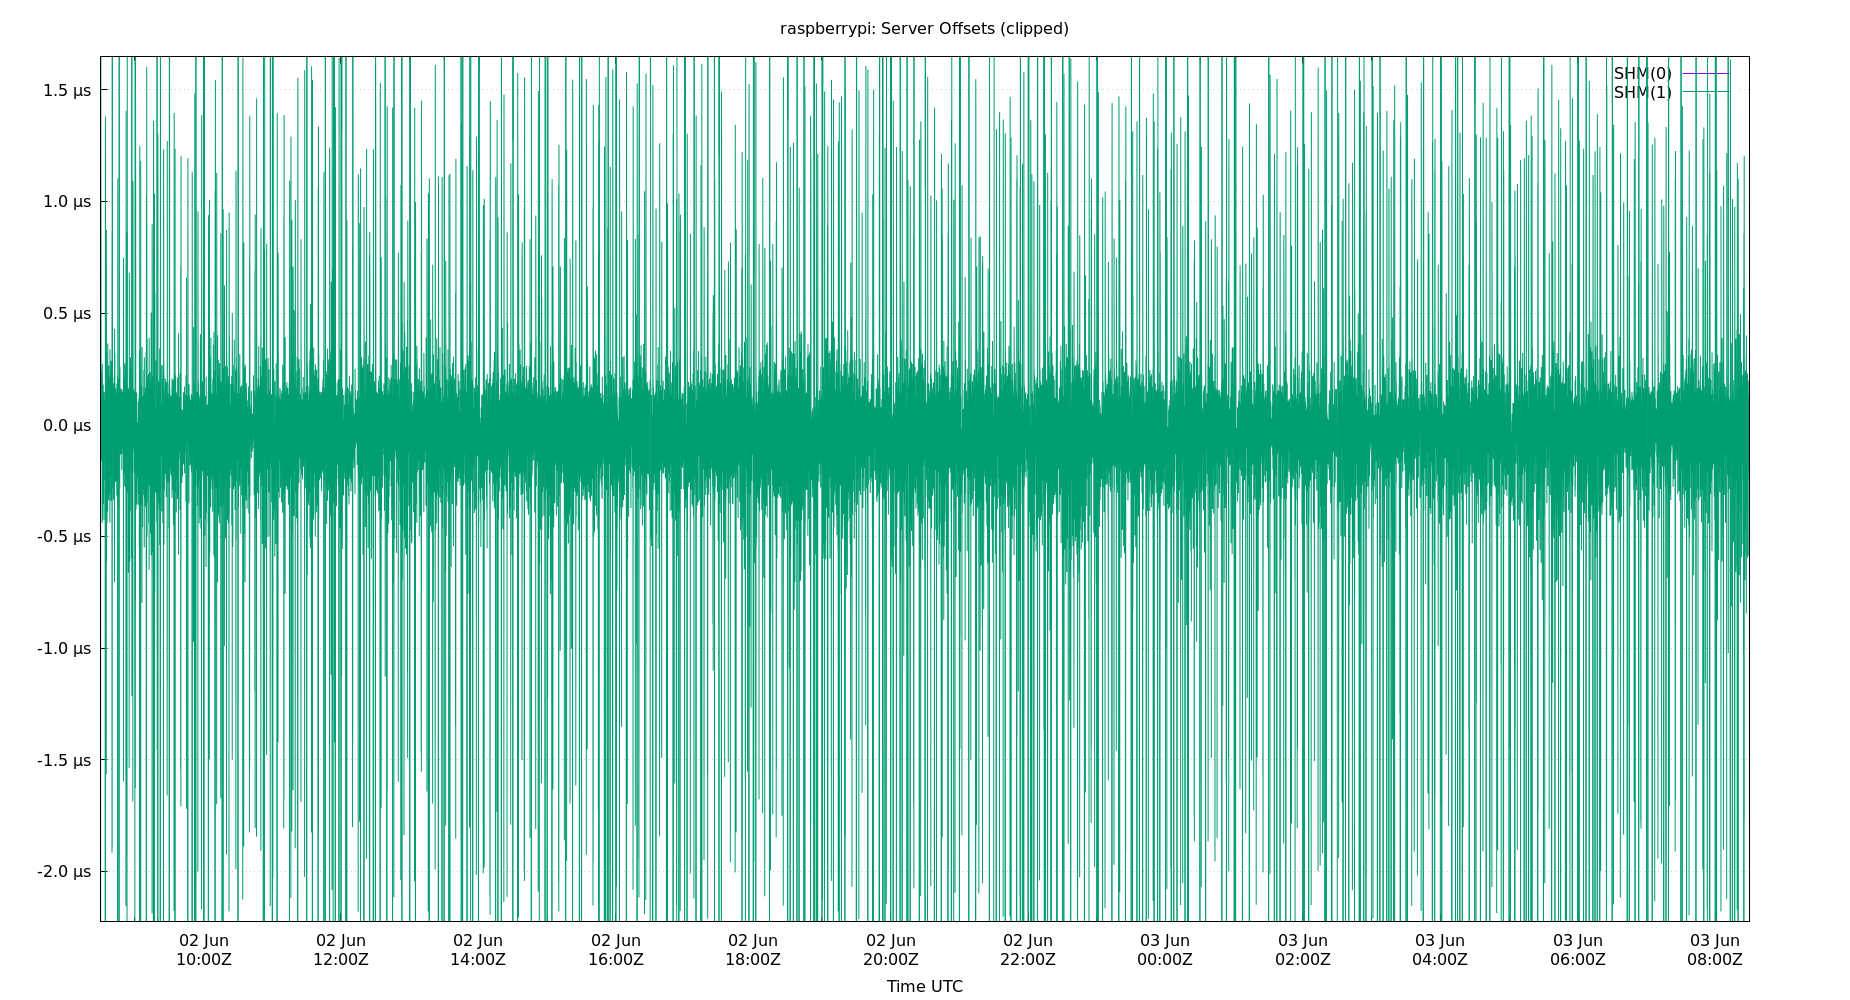 raspberrypi: Server Offsets (clipped)
SHM(0)
SHM(1)
1.5 µs
1.0 µs
0.5 µs
0.0 µs
-0.5 µs
-1.0 µs
-1.5 µs
-2.0 µs
02 Jun 02 Jun 02 Jun 02 Jun 02 Jun 02 Jun 02 Jun 03 Jun 03 Jun 03 Jun 03 Jun 03 Jun
10:00Z 12:00Z 14:00Z 16:00Z 18:00Z 20:00Z 22:00Z 00:00Z 02:00Z 04:00Z 06:00Z 08:00Z
Time UTC